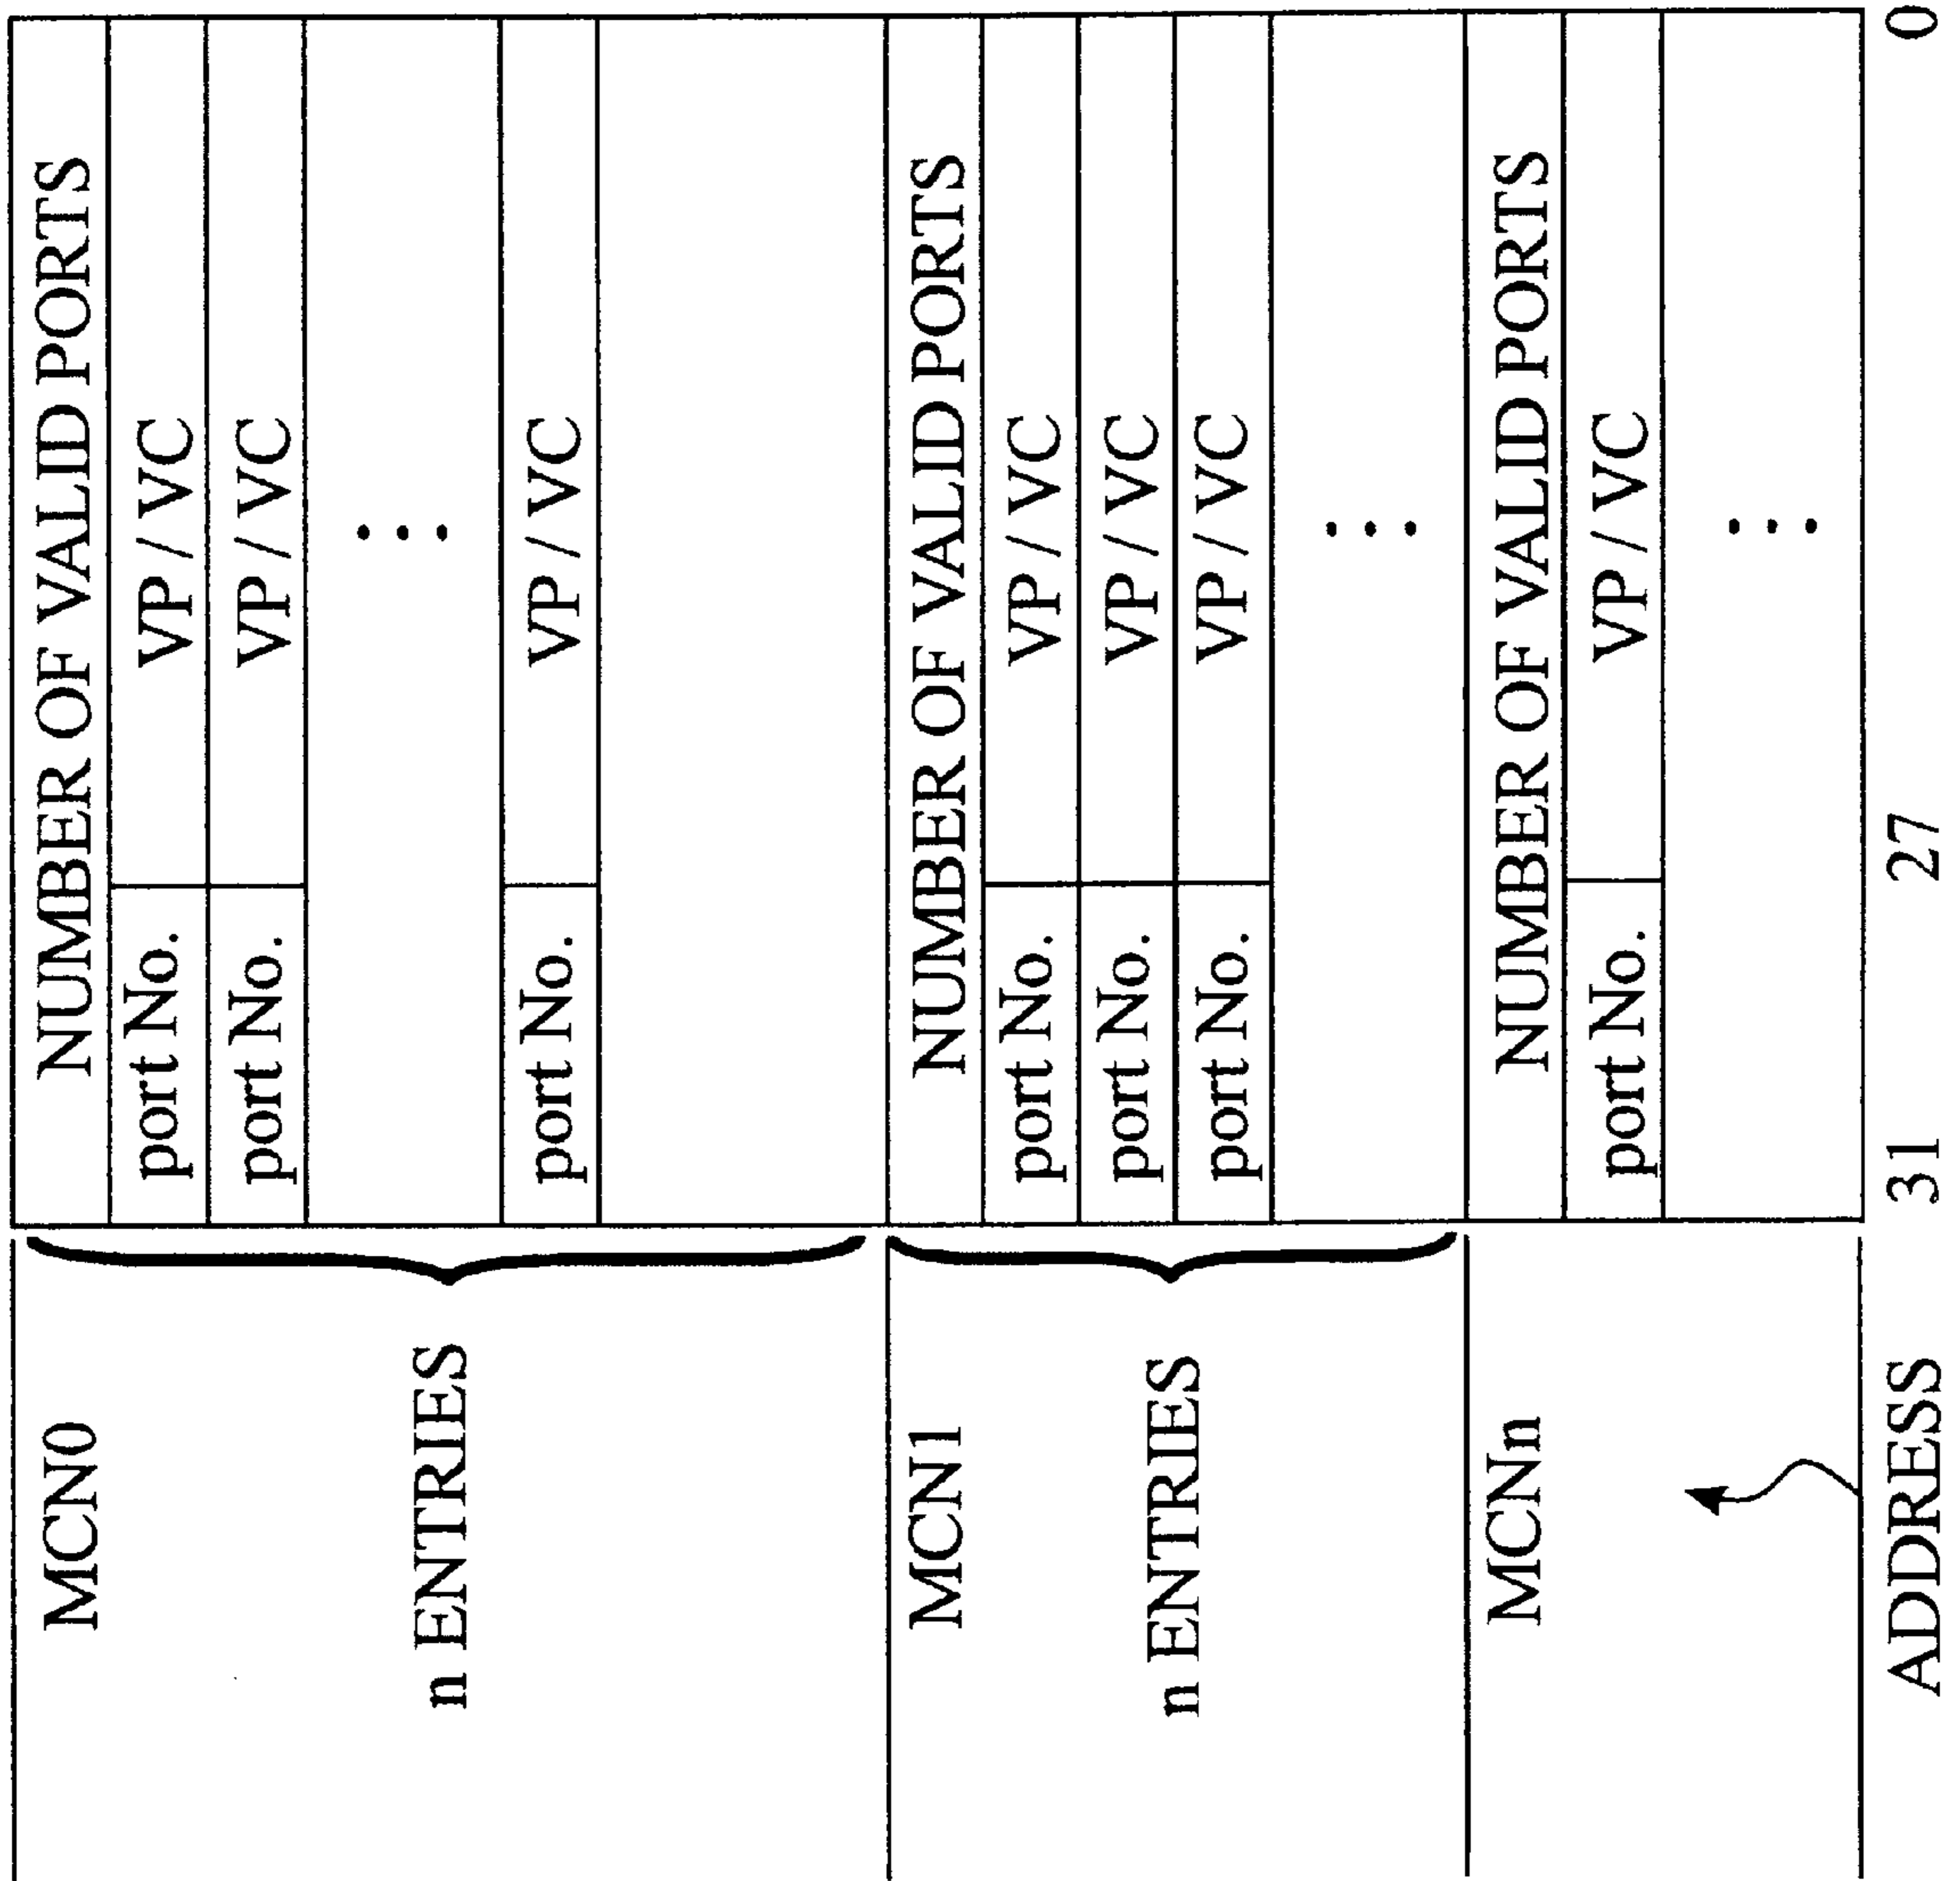 MCN0 NUMBER OF VALID PORTS
port No. VP / VC
port No. VP / VC
n ENTRIES ...
port No. VP / VC
MCN1 NUMBER OF VALID PORTS
port No. VP / VC
port No. VP / VC
n ENTRIES port No. VP / VC
...
MCNn NUMBER OF VALID PORTS
port No. VP / VC
...
ADDRESS 31 27 0